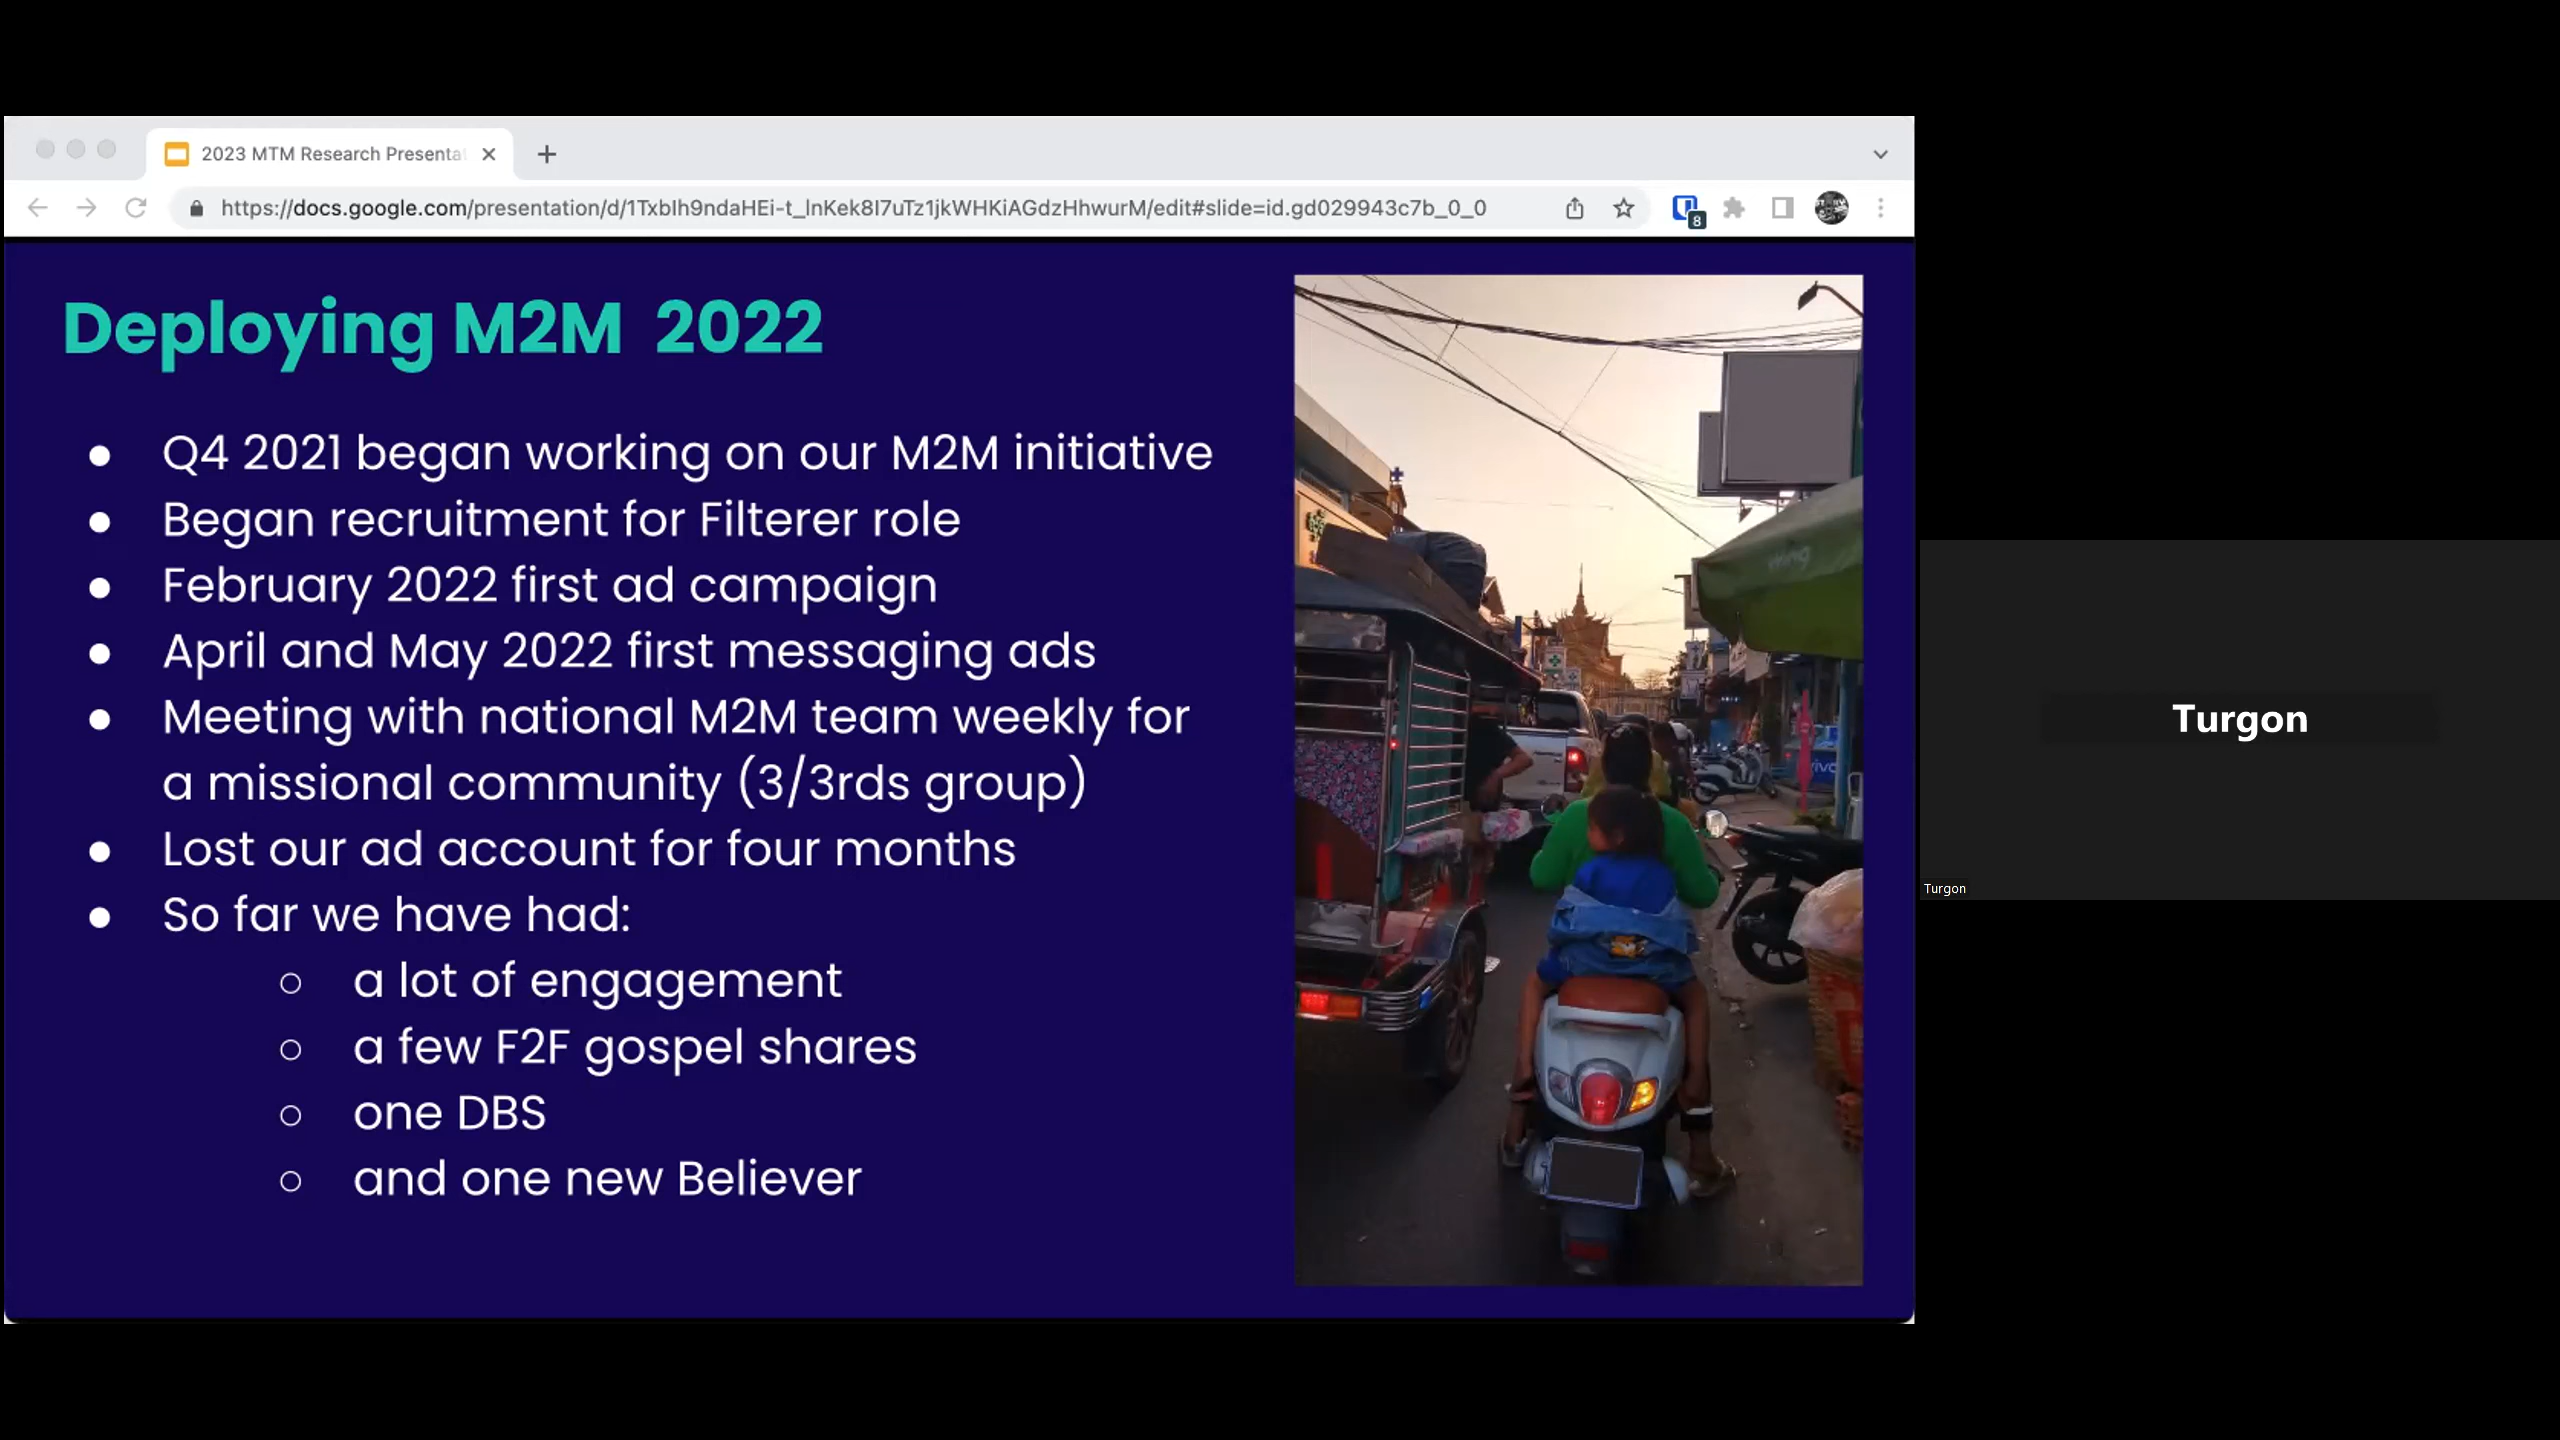 2023 MTM Research Presenta
https://docs.google.com/presentation/d/1TxbIh9ndaHEi-t_lnKek8I7uTz1jkWHKiAGdzHhwurM/edit#slide=id.gd029943c7b_0_0
8
Deploying M2M 2022
● Q4 2021 began working on our M2M initiative
● Began recruitment for Filterer role
● February 2022 first ad campaign
● April and May 2022 first messaging ads
● Meeting with national M2M team weekly for
a missional community (3/3rds group)
● Lost our ad account for four months
● So far we have had:
○ a lot of engagement
○ a few F2F gospel shares
○ one DBS
○ and one new Believer
vivo
Turgon
Turgon